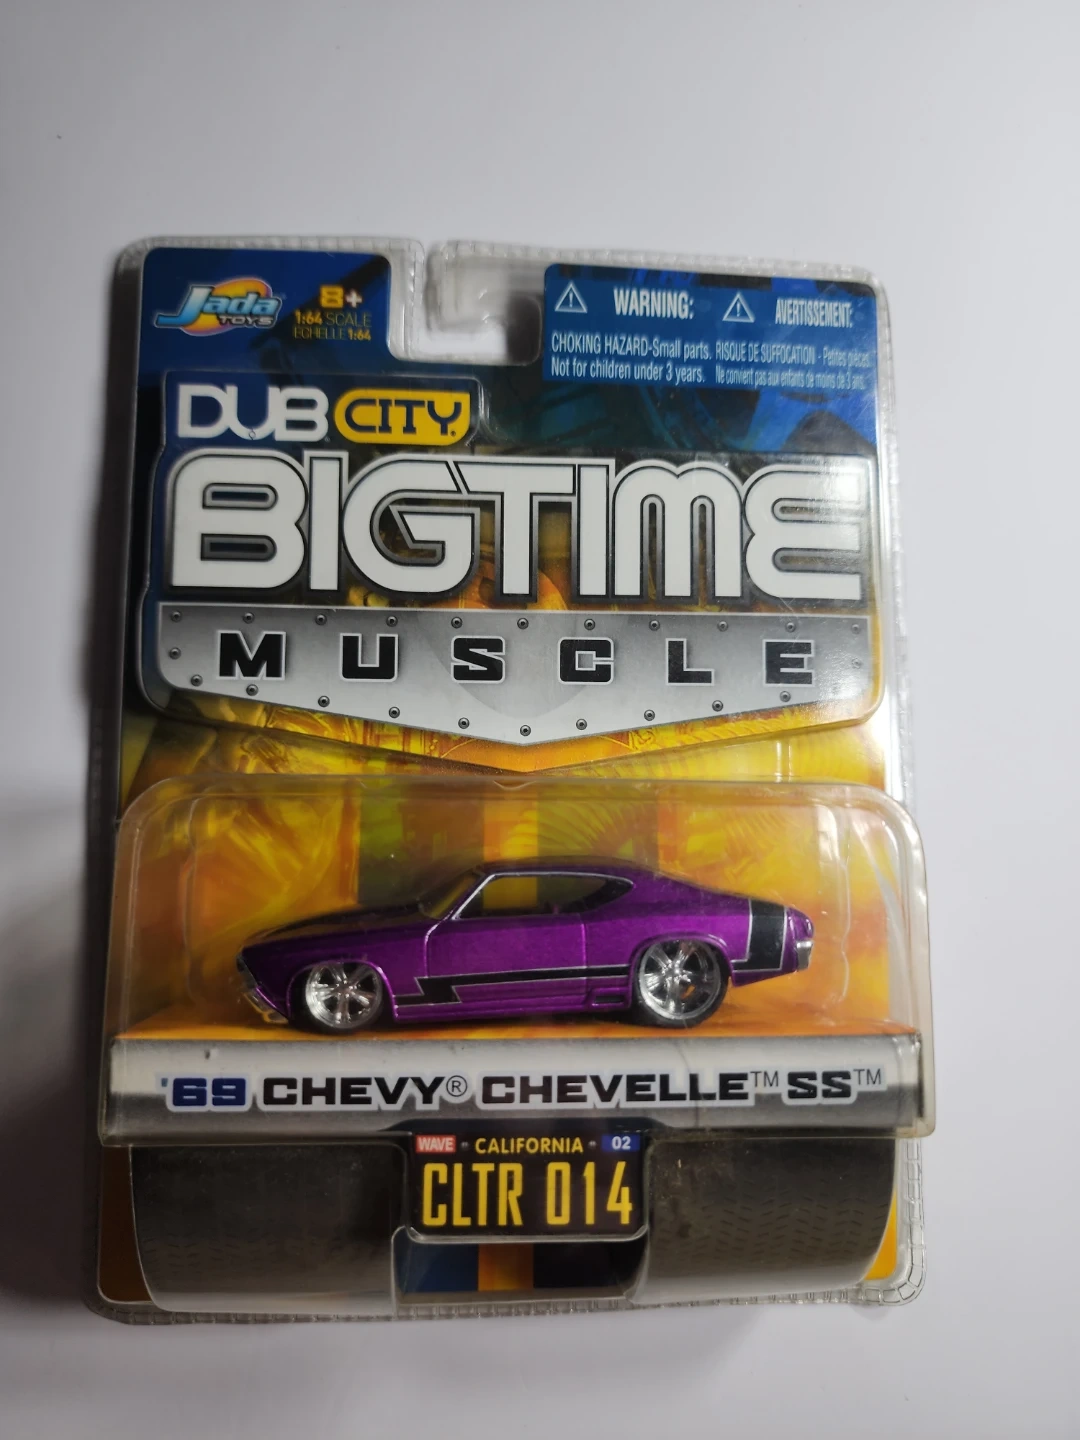 Jada
TOYS
8+
1:64 SCALE
ECHELLE 1:64
WARNING:
CHOKING HAZARD-Small parts.
Not for children under 3 years.
AVERTISSEMENT:
RISQUE DE SUFFOCATION - Petites pièces.
Ne convient pas aux enfants de moins de 3 ans.
DUB CITY
BIGTIME
MUSCLE
'69 CHEVY® CHEVELLE™ SS™
WAVE - CALIFORNIA - 02
CLTR 014